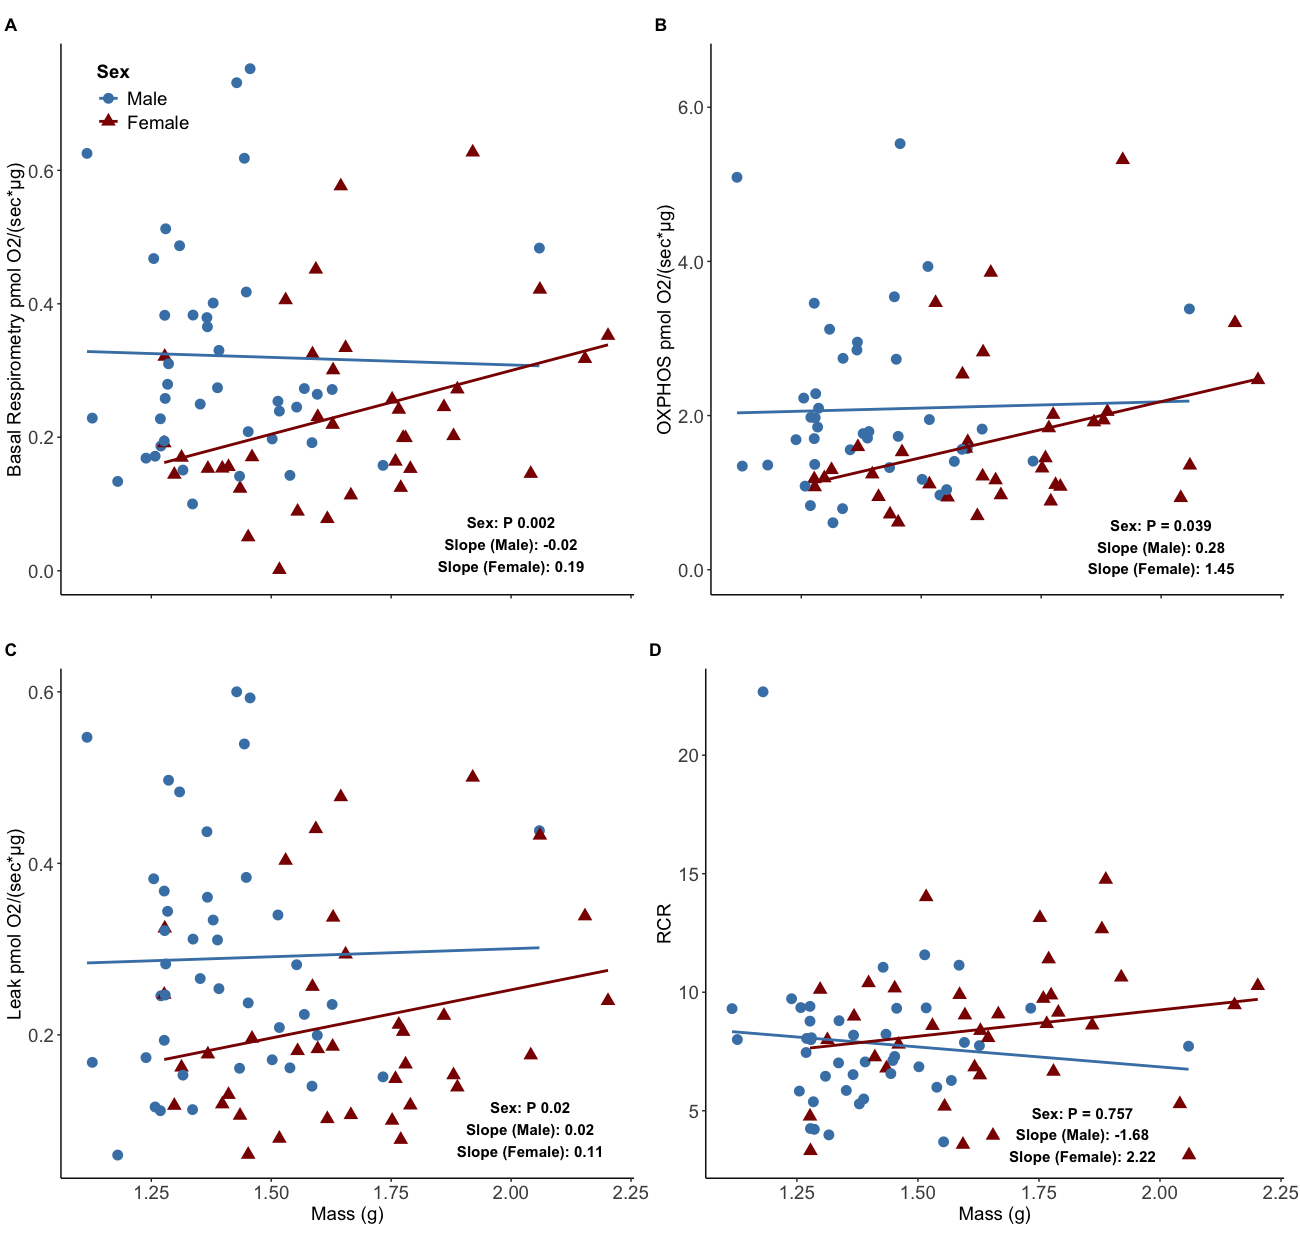 A
B
Sex
Male
Female
Basal Respirometry pmol O2/(sec*µg)
0.6
0.4
0.2
0.0
Sex: P 0.002
Slope (Male): -0.02
Slope (Female): 0.19
OXPHOS pmol O2/(sec*µg)
6.0
4.0
2.0
0.0
Sex: P = 0.039
Slope (Male): 0.28
Slope (Female): 1.45
C
D
Leak pmol O2/(sec*µg)
0.6
0.4
0.2
Sex: P 0.02
Slope (Male): 0.02
Slope (Female): 0.11
1.25 1.50 1.75 2.00 2.25
Mass (g)
RCR
20
15
10
5
Sex: P = 0.757
Slope (Male): -1.68
Slope (Female): 2.22
1.25 1.50 1.75 2.00 2.25
Mass (g)